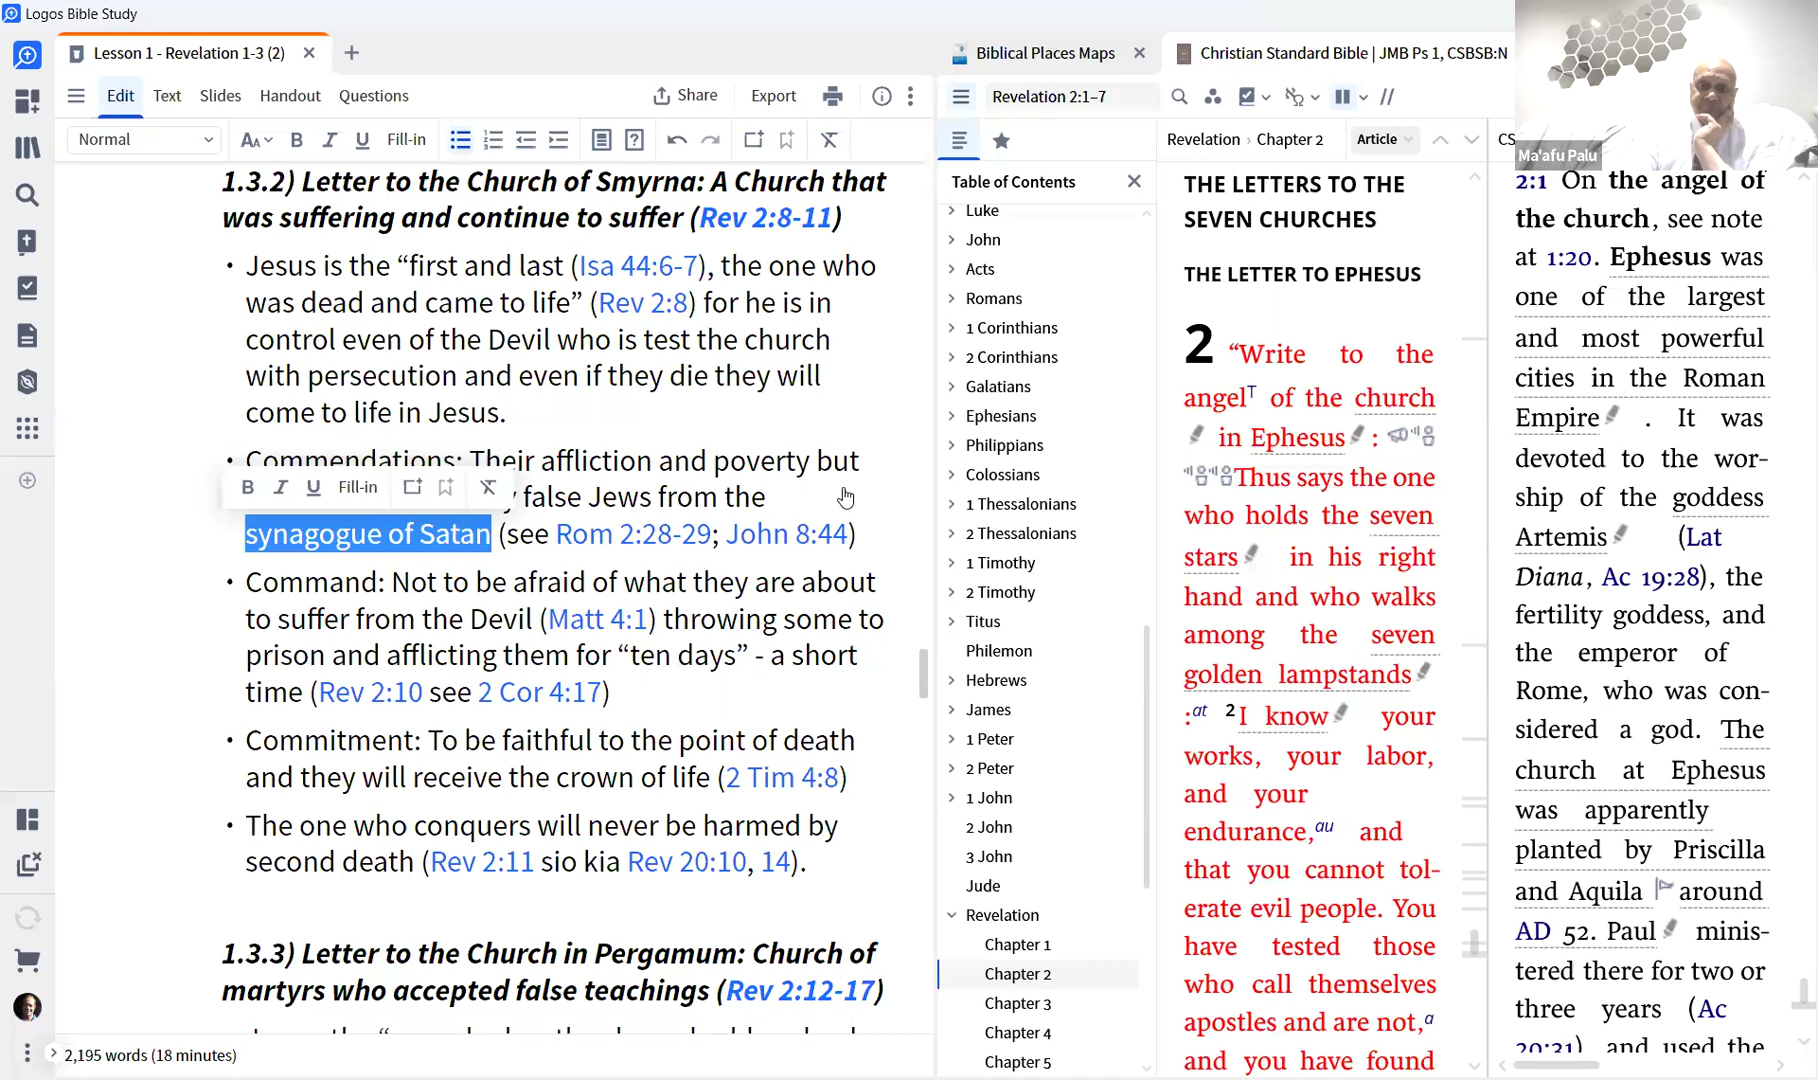 Logos Bible Study
Lesson 1 - Revelation 1-3 (2)
Edit Text Slides Handout Questions
Share Export
Normal
Fill-in
1.3.2) Letter to the Church of Smyrna: A Church that
was suffering and continue to suffer (Rev 2:8-11)
• Jesus is the “first and last (Isa 44:6-7), the one who
was dead and came to life” (Rev 2:8) for he is in
control even of the Devil who is test the church
with persecution and even if they die they will
come to life in Jesus.
• Commendations: Their affliction and poverty but
B I U Fill-in
false Jews from the
synagogue of Satan (see Rom 2:28-29; John 8:44)
• Command: Not to be afraid of what they are about
to suffer from the Devil (Matt 4:1) throwing some to
prison and afflicting them for “ten days” - a short
time (Rev 2:10 see 2 Cor 4:17)
• Commitment: To be faithful to the point of death
and they will receive the crown of life (2 Tim 4:8)
• The one who conquers will never be harmed by
second death (Rev 2:11 sio kia Rev 20:10, 14).
1.3.3) Letter to the Church in Pergamum: Church of
martyrs who accepted false teachings (Rev 2:12-17)
2,195 words (18 minutes)
Biblical Places Maps
Christian Standard Bible | JMB Ps 1, CSBSB:N
Revelation 2:1–7
Revelation › Chapter 2 Article
CS
Table of Contents
Luke
John
Acts
Romans
1 Corinthians
2 Corinthians
Galatians
Ephesians
Philippians
Colossians
1 Thessalonians
2 Thessalonians
1 Timothy
2 Timothy
Titus
Philemon
Hebrews
James
1 Peter
2 Peter
1 John
2 John
3 John
Jude
Revelation
Chapter 1
Chapter 2
Chapter 3
Chapter 4
Chapter 5
THE LETTERS TO THE
SEVEN CHURCHES
THE LETTER TO EPHESUS
2 “Write to the
angelᵀ of the church
in Ephesus :
Thus says the one
who holds the seven
stars in his right
hand and who walks
among the seven
golden lampstands
:at 2 I know your
works, your labor,
and your
endurance,au and
that you cannot tol-
erate evil people. You
have tested those
who call themselves
apostles and are not,a
and you have found
Ma'afu Palu
2:1 On the angel of
the church, see note
at 1:20. Ephesus was
one of the largest
and most powerful
cities in the Roman
Empire . It was
devoted to the wor-
ship of the goddess
Artemis (Lat
Diana, Ac 19:28), the
fertility goddess, and
the emperor of
Rome, who was con-
sidered a god. The
church at Ephesus
was apparently
planted by Priscilla
and Aquila around
AD 52. Paul minis-
tered there for two or
three years (Ac
20:31), and used the